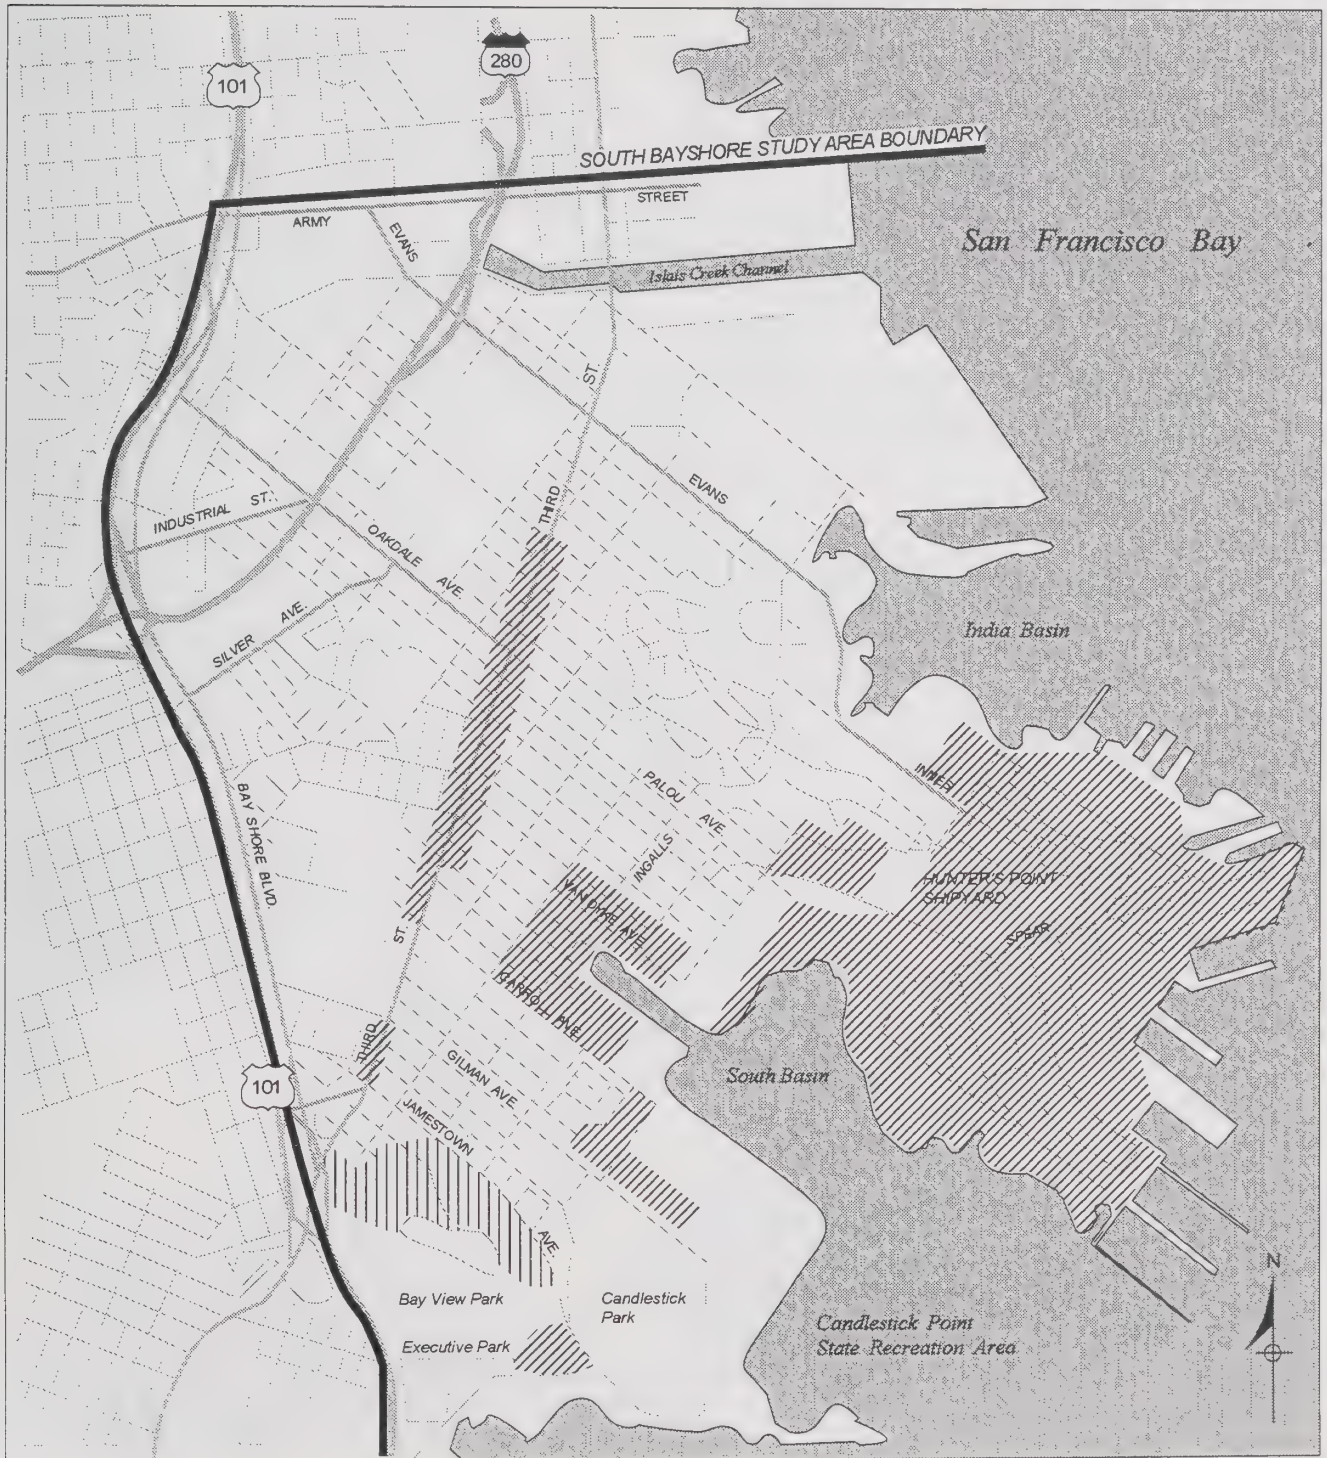 101
280
SOUTH BAYSHORE STUDY AREA BOUNDARY
STREET
ARMY
EVANS
San Francisco Bay
Islais Creek Channel
ST.
EVANS
THIRD
INDUSTRIAL ST.
OAKDALE AVE.
SILVER AVE.
India Basin
INNER
PALOU AVE.
INGALLS
BAY SHORE BLVD.
HUNTER'S POINT
SHIPYARD
VAN DYKE AVE.
SPEAR
ST.
CARROLL AVE.
THIRD
GILMAN AVE.
South Basin
101
JAMESTOWN AVE.
N
Bay View Park
Candlestick
Park
Executive Park
Candlestick Point
State Recreation Area